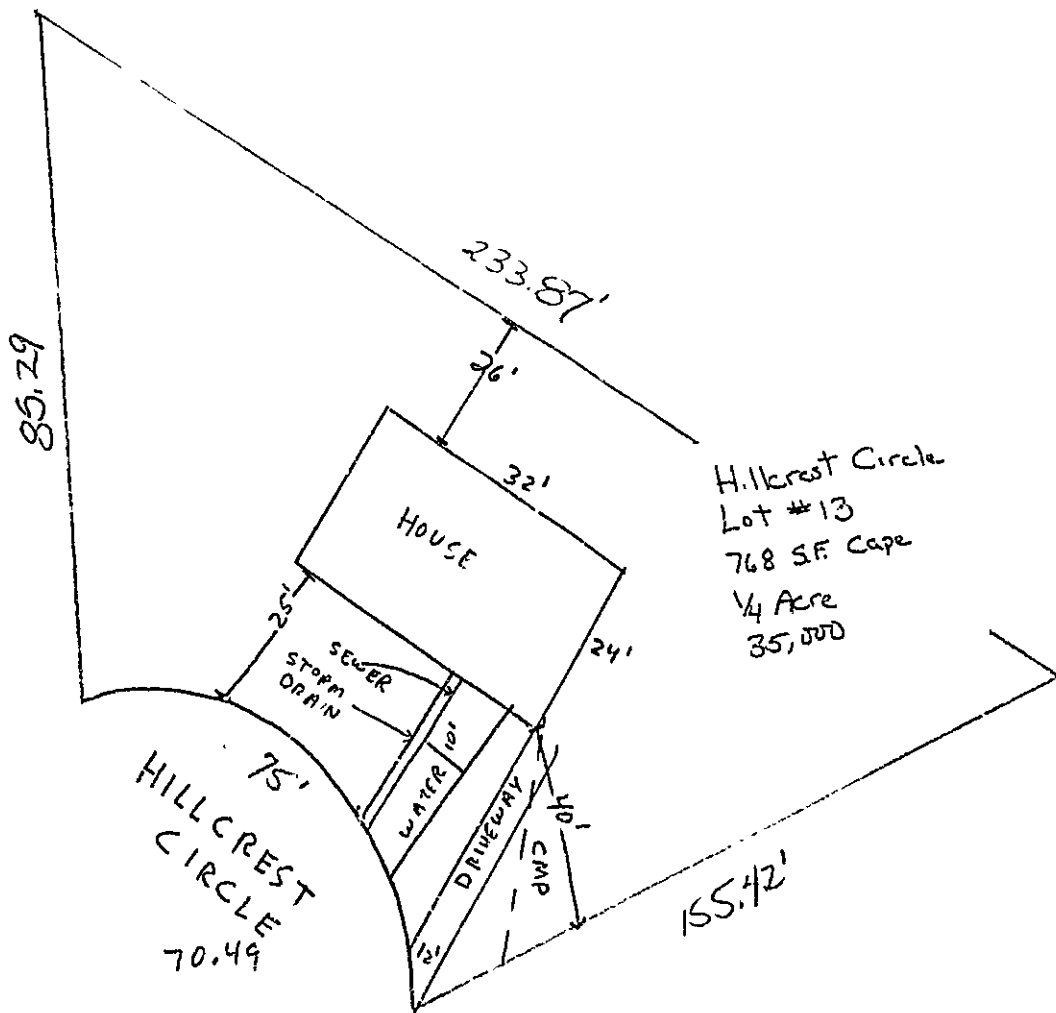 233.87'
85.29
26'
32'
HOUSE
Hillcrest Circle
Lot #13
768 S.F. Cape
1/4 Acre
35,000
25'
24'
SEWER
STORM
DRAIN
10'
WATER
DRIVEWAY
40'
CMP
12'
75'
HILLCREST
CIRCLE
70.49
155.42'